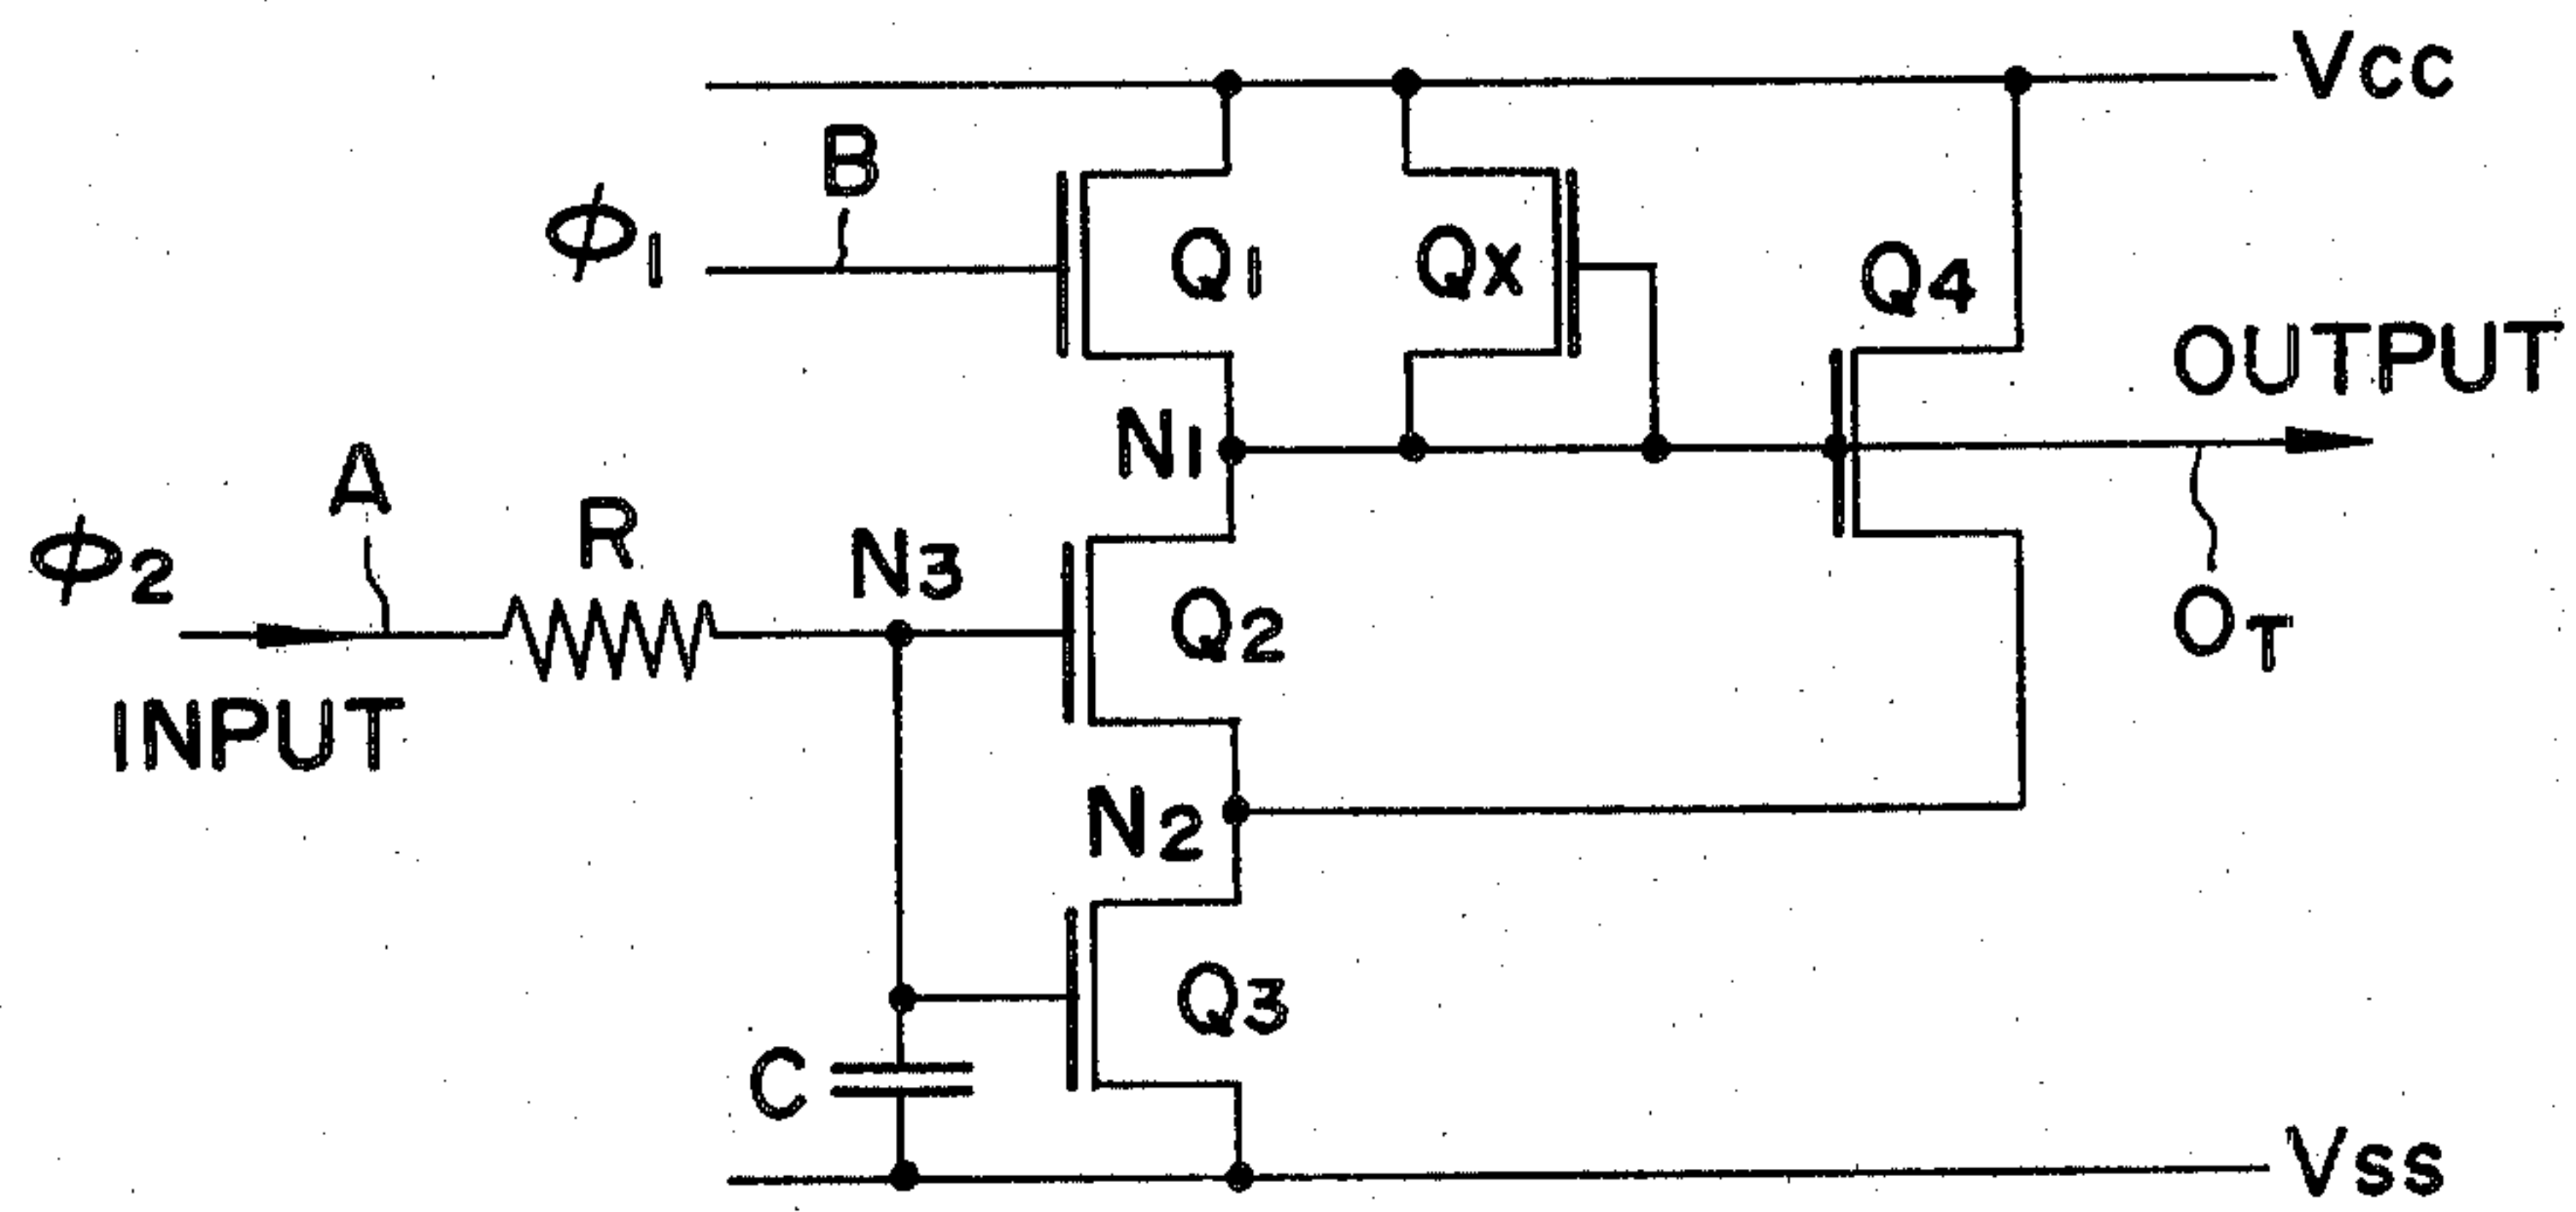 Vcc
B
ϕ1
Q1
Qx
Q4
OUTPUT
N1
A
R
ϕ2
N3
Q2
OT
INPUT
N2
Q3
C
Vss